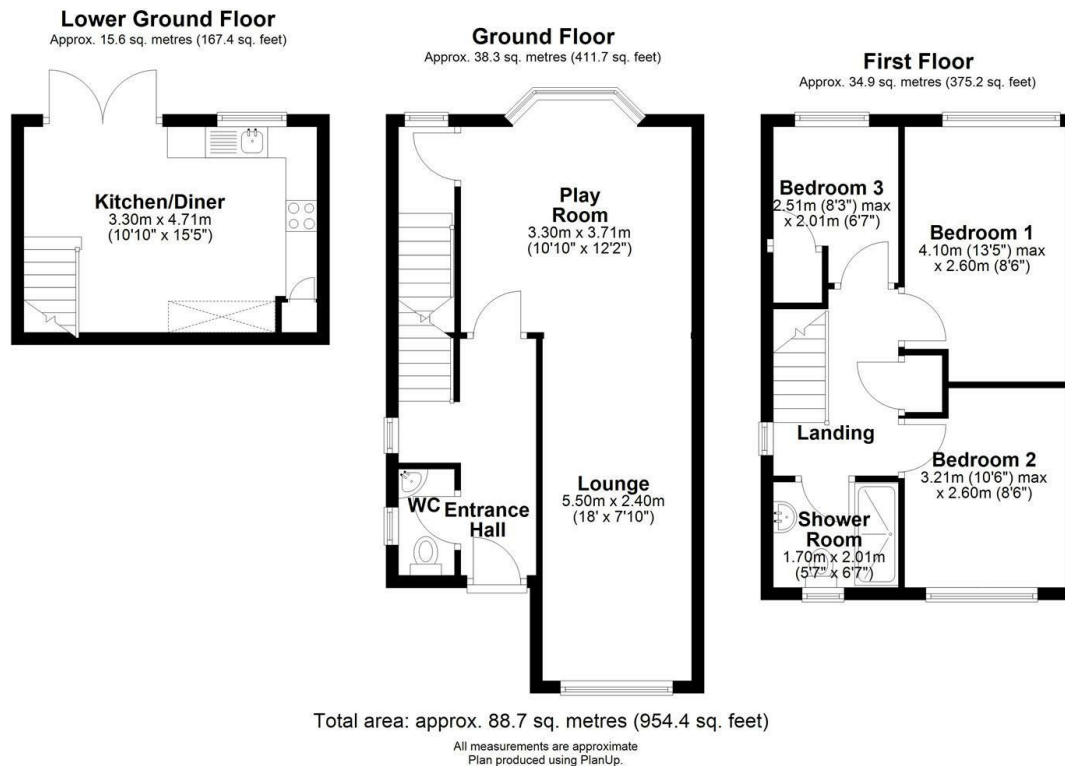 Lower Ground Floor
Approx. 15.6 sq. metres (167.4 sq. feet)
Kitchen/Diner
3.30m x 4.71m
(10'10" x 15'5")
Ground Floor
Approx. 38.3 sq. metres (411.7 sq. feet)
Play
Room
3.30m x 3.71m
(10'10" x 12'2")
Lounge
5.50m x 2.40m
(18' x 7'10")
WC
Entrance
Hall
First Floor
Approx. 34.9 sq. metres (375.2 sq. feet)
Bedroom 3
2.51m (8'3") max
x 2.01m (6'7")
Bedroom 1
4.10m (13'5") max
x 2.60m (8'6")
Landing
Bedroom 2
3.21m (10'6") max
x 2.60m (8'6")
Shower
Room
1.70m x 2.01m
(5'7" x 6'7")
Total area: approx. 88.7 sq. metres (954.4 sq. feet)
All measurements are approximate
Plan produced using PlanUp.